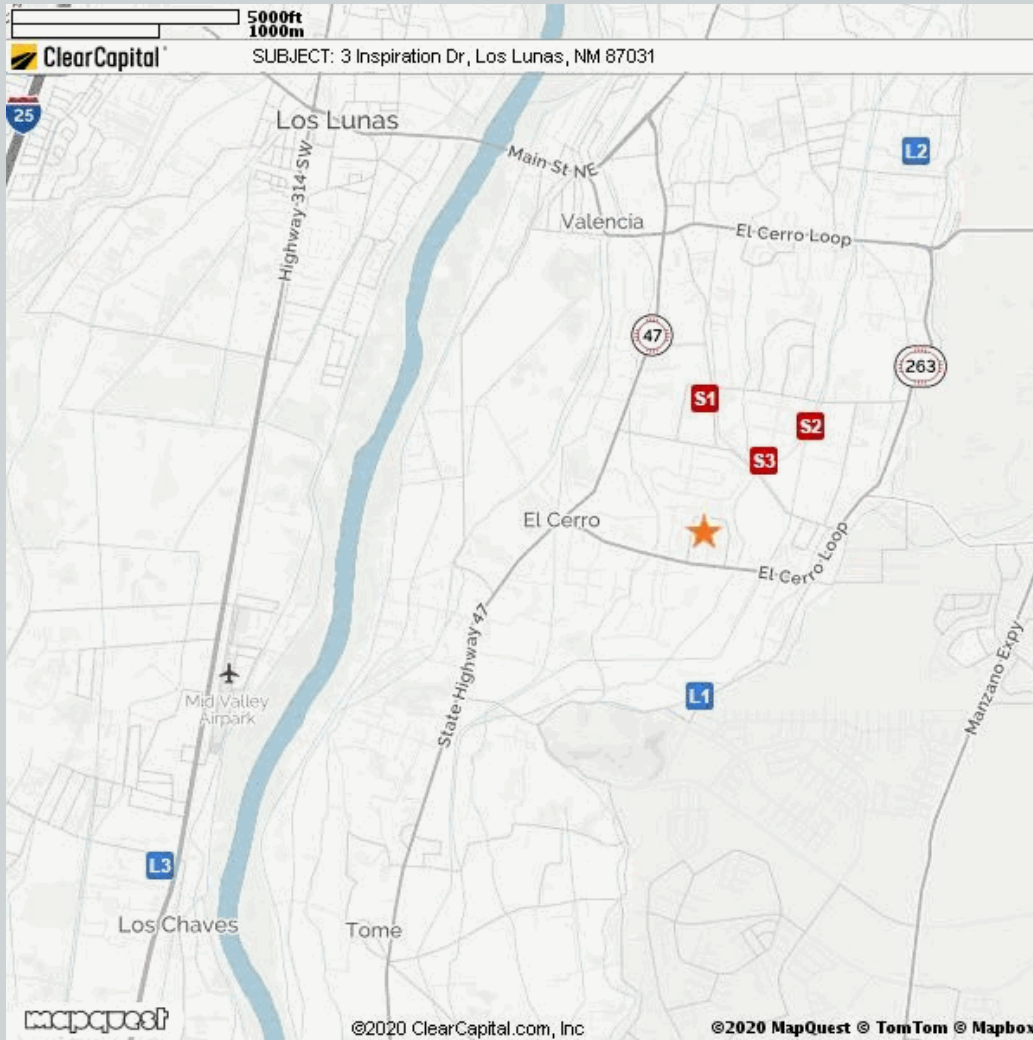 5000ft
1000m
ClearCapital
SUBJECT: 3 Inspiration Dr, Los Lunas, NM 87031
25
Los Lunas
Main St NE
L2
Highway 314 SW
Valencia
El Cerro Loop
47
263
S1
S2
S3
El Cerro
El Cerro Loop
State Highway 47
Mid Valley
Airpark
L1
Manzano Expy
L3
Los Chaves
Tome
mapquest
©2020 ClearCapital.com, Inc
©2020 MapQuest © TomTom © Mapbox